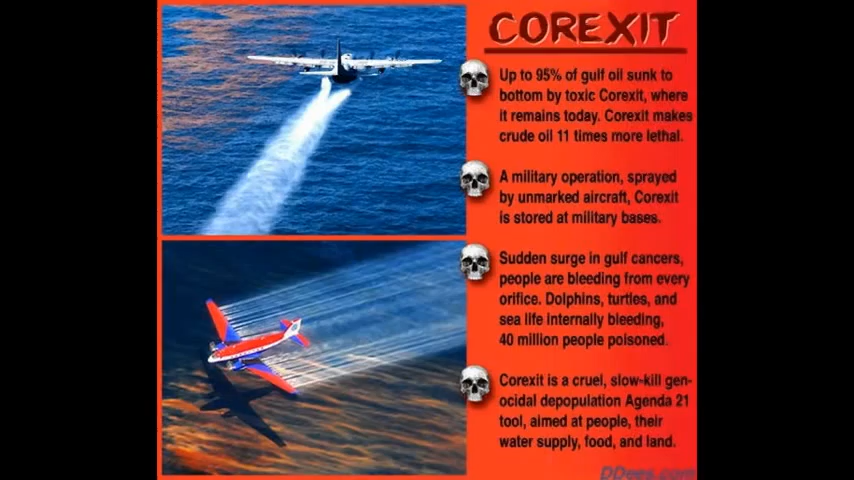 COREXIT
Up to 95% of gulf oil sunk to
bottom by toxic Corexit, where
it remains today. Corexit makes
crude oil 11 times more lethal.
A military operation, sprayed
by unmarked aircraft, Corexit
is stored at military bases.
Sudden surge in gulf cancers,
people are bleeding from every
orifice. Dolphins, turtles, and
sea life internally bleeding,
40 million people poisoned.
Corexit is a cruel, slow-kill gen-
ocidal depopulation Agenda 21
tool, aimed at people, their
water supply, food, and land.
DDees.com